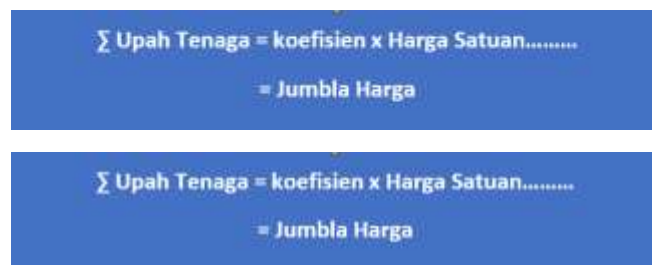 ∑ Upah Tenaga = koefisien x Harga Satuan.........
= Jumbla Harga
∑ Upah Tenaga = koefisien x Harga Satuan.........
= Jumbla Harga